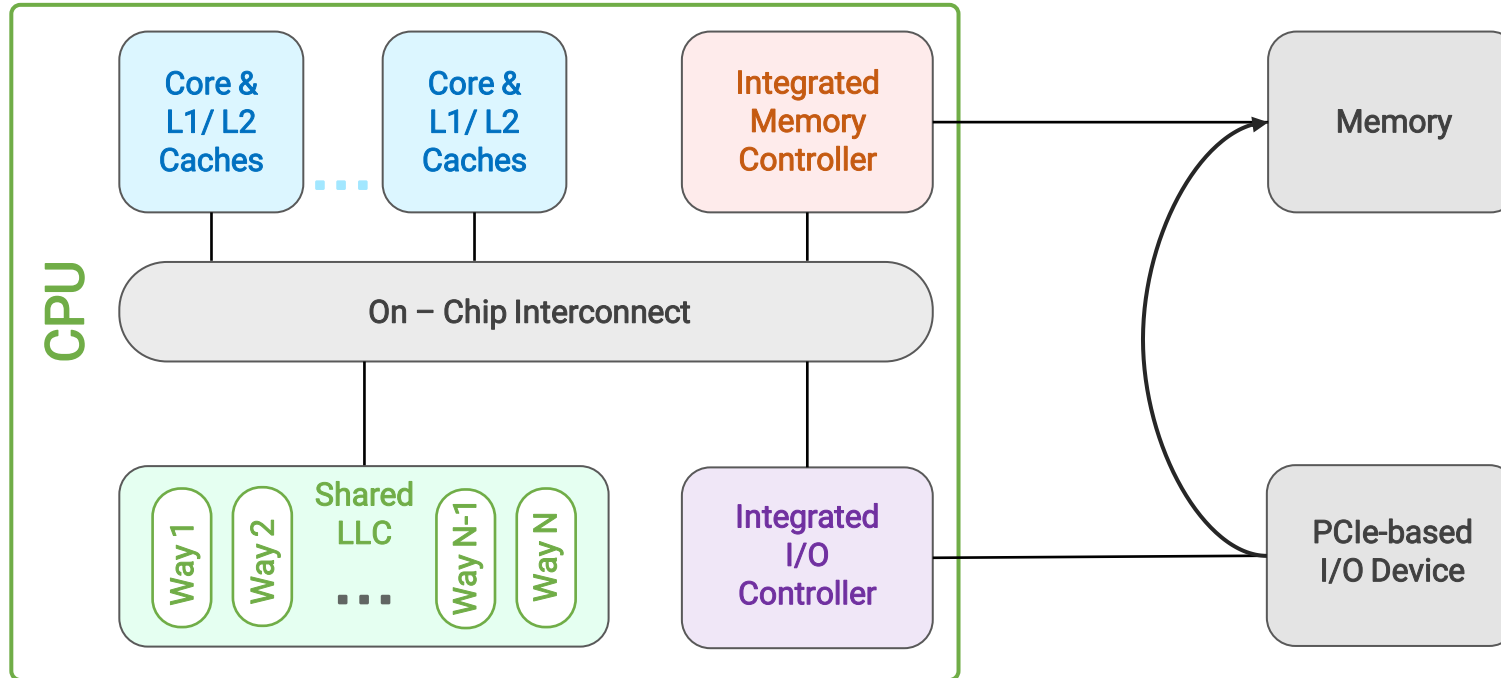 Core &
L1/ L2
Caches
Core &
L1/ L2
Caches
Integrated
Memory
Controller
Memory
CPU
On – Chip Interconnect
Shared
LLC
Way 1
Way 2
Way N-1
Way N
Integrated
I/O
Controller
PCIe-based
I/O Device